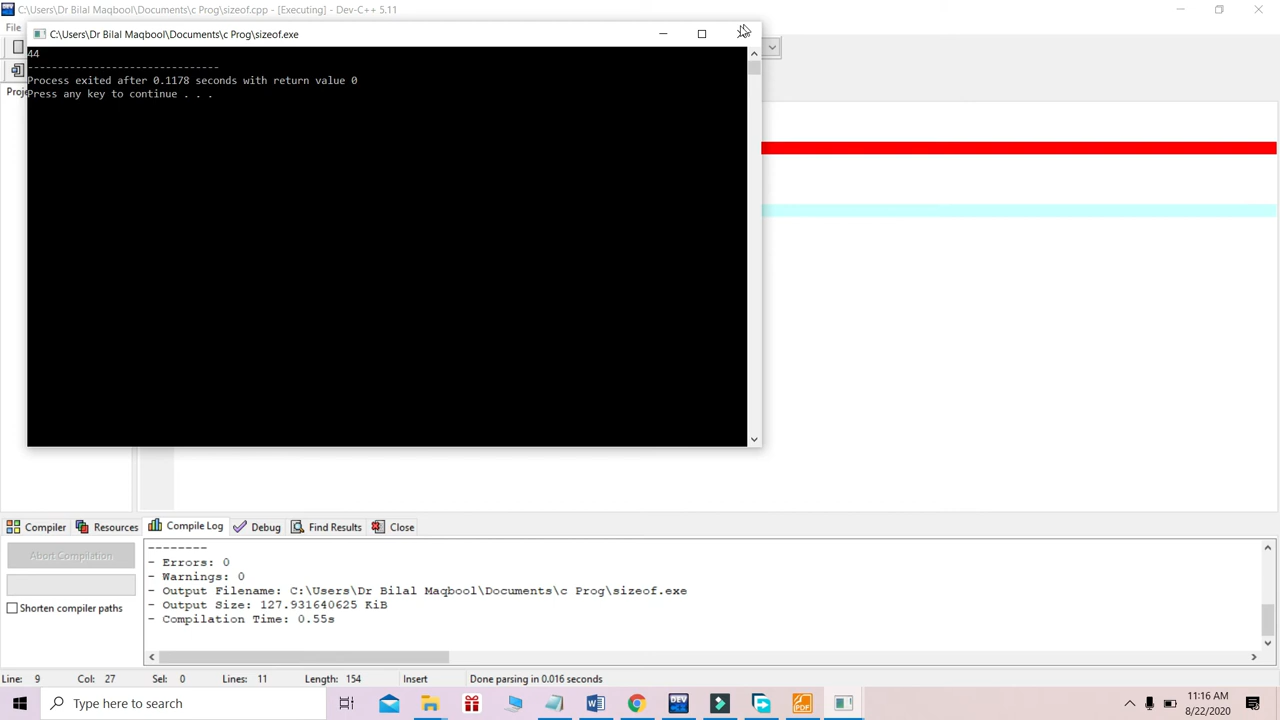 C:\Users\Dr Bilal Maqbool\Documents\c Prog\sizeof.cpp - [Executing] - Dev-C++ 5.11
File
C:\Users\Dr Bilal Maqbool\Documents\c Prog\sizeof.exe
44
--------------------------------
Process exited after 0.1178 seconds with return value 0
Press any key to continue . . .
Proje
Compiler
Resources
Compile Log
Debug
Find Results
Close
Abort Compilation
Shorten compiler paths
--------
- Errors: 0
- Warnings: 0
- Output Filename: C:\Users\Dr Bilal Maqbool\Documents\c Prog\sizeof.exe
- Output Size: 127.931640625 KiB
- Compilation Time: 0.55s
Line: 9 Col: 27 Sel: 0 Lines: 11 Length: 154 Insert Done parsing in 0.016 seconds
Type here to search
DEV
PDF
11:16 AM
8/22/2020